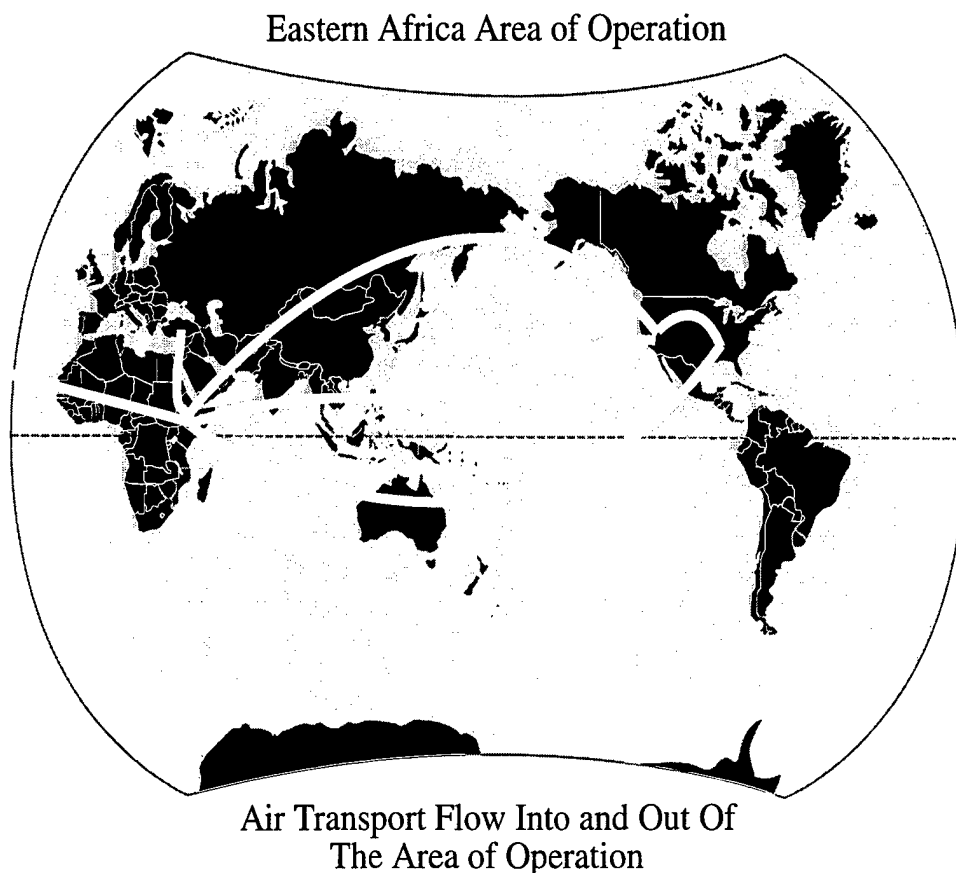 Eastern Africa Area of Operation
Air Transport Flow Into and Out Of
The Area of Operation